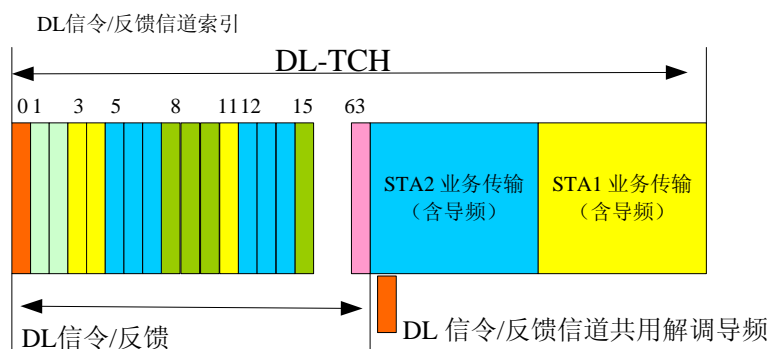 DL信令/反馈信道索引
DL-TCH
0 1 3 5 8 11 12 15 63
STA2 业务传输
（含导频）
STA1 业务传输
（含导频）
DL信令/反馈
DL 信令/反馈信道共用解调导频